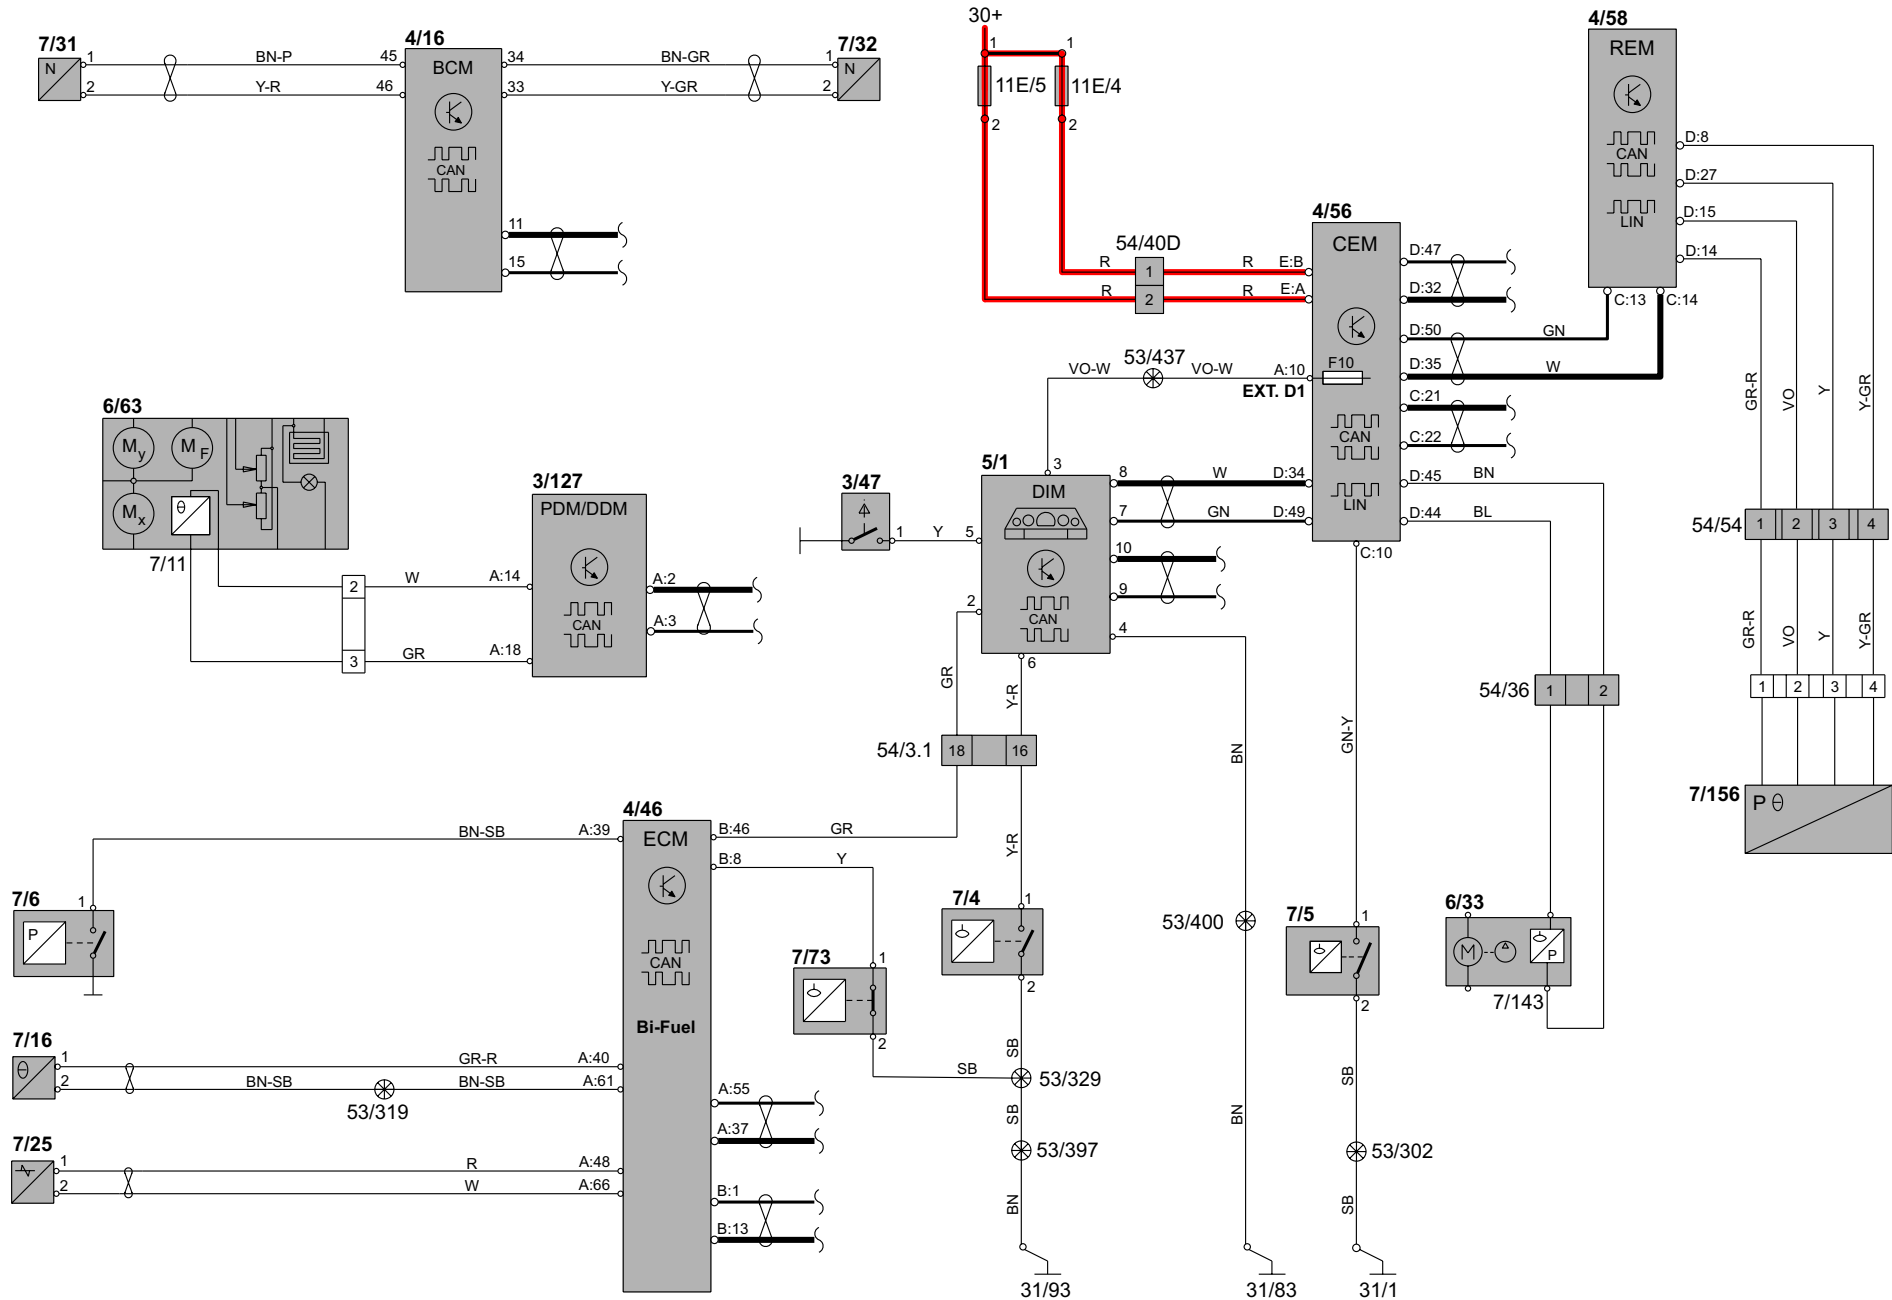 30+
4/58
7/31
4/16
7/32
REM
N
1
BN-P
45
BCM
34
BN-GR
1
N
2
Y-R
46
33
Y-GR
2
CAN
1
1
11E/5
11E/4
2
2
CAN
LIN
D:8
D:27
D:15
D:14
C:13
C:14
11
15
4/56
CEM
54/40D
R
1
R
E:B
R
2
R
E:A
D:47
D:32
D:50
GN
D:35
W
C:21
C:22
D:45
BN
D:44
BL
F10
CAN
LIN
C:10
53/437
VO-W
VO-W
A:10
EXT. D1
GR-R
VO
Y
Y-GR
6/63
My
MF
Mx
θ
7/11
3/127
PDM/DDM
CAN
2
W
A:14
3
GR
A:18
A:2
A:3
3/47
1
Y
5
5/1
3
DIM
CAN
8
W
D:34
7
GN
D:49
10
9
2
4
6
54/54
1
2
3
4
GR-R
VO
Y
Y-GR
1
2
3
4
7/156
P θ
54/36
1
2
GR
Y-R
54/3.1
18
16
BN
GN-Y
Y-R
4/46
ECM
CAN
Bi-Fuel
BN-SB
A:39
B:46
GR
B:8
Y
7/6
1
P
7/4
1
2
7/73
1
2
53/400
7/5
1
2
6/33
M
P
7/143
7/16
θ
1
GR-R
A:40
2
BN-SB
BN-SB
A:61
53/319
A:55
A:37
SB
SB
53/329
SB
53/397
BN
BN
SB
53/302
SB
7/25
1
R
A:48
2
W
A:66
B:1
B:13
31/93
31/83
31/1